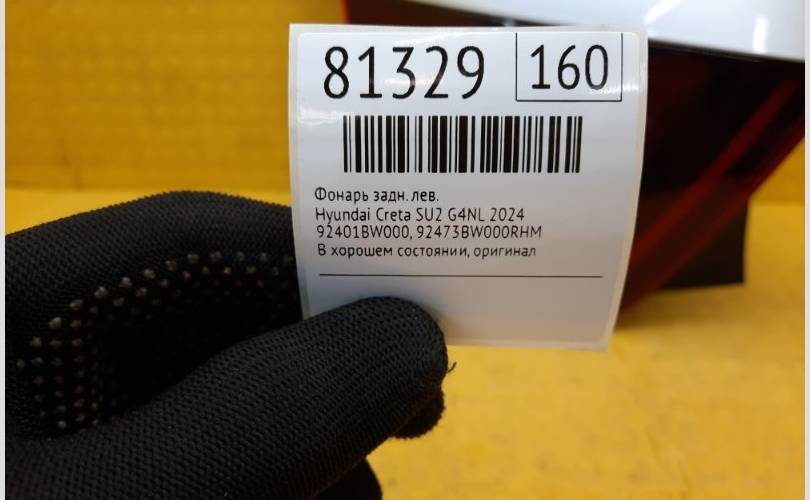 81329 160
Фонарь задн.лев.
Hyundai Creta SU2 G4NL 2024
92401BW000, 92473BW000RHM
В хорошем состоянии, оригинал